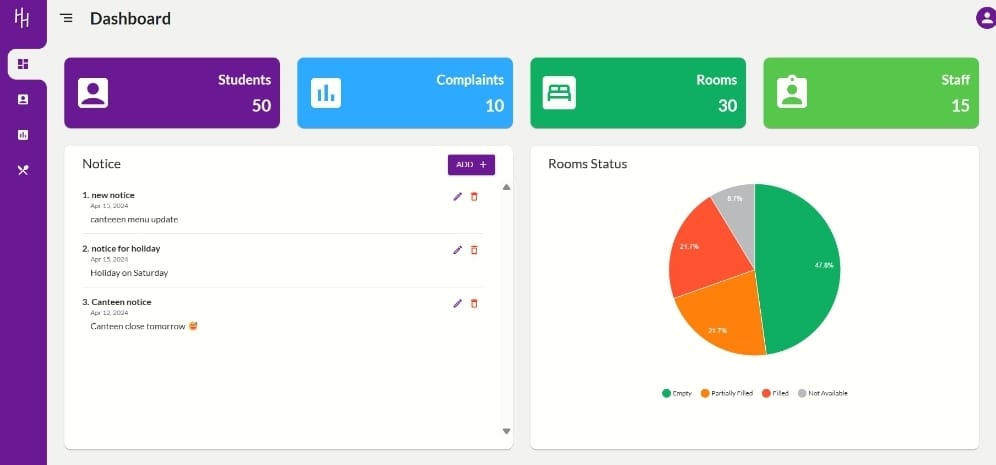 Dashboard
Students
50
Complaints
10
Rooms
30
Staff
15
Notice
ADD +
1. new notice
Apr 15, 2024
canteeen menu update
2. notice for holiday
Apr 15, 2024
Holiday on Saturday
3. Canteen notice
Apr 12, 2024
Canteen close tomorrow 🥰
Rooms Status
8.7%
21.7%
47.8%
21.7%
Empty
Partially Filled
Filled
Not Available